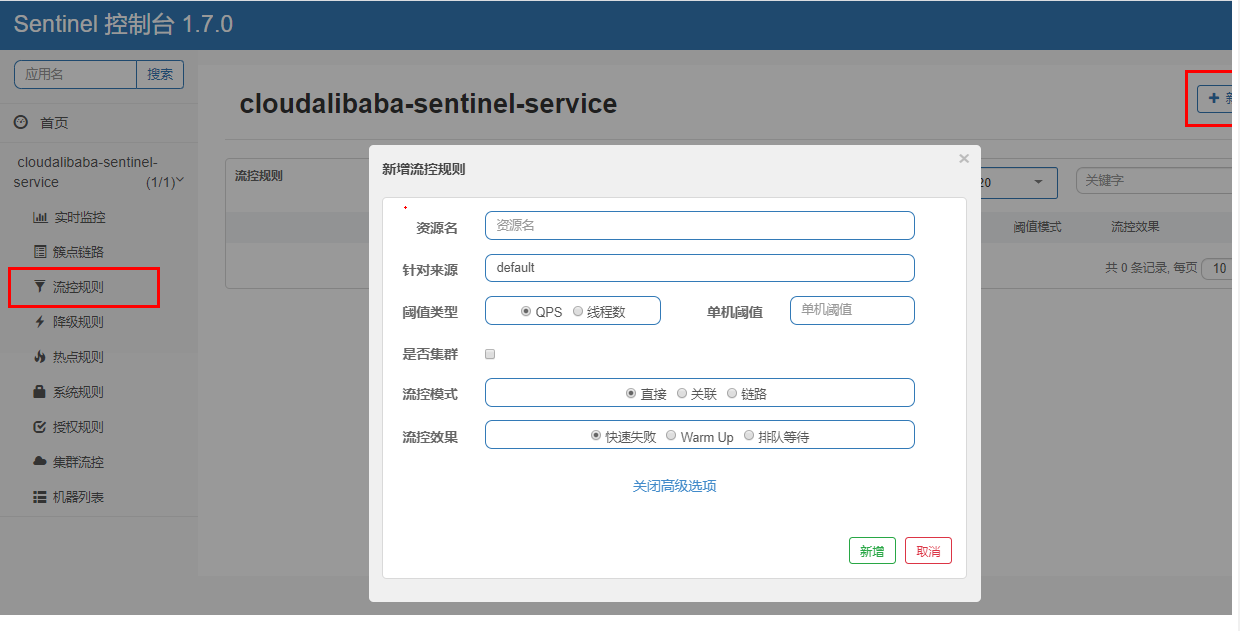 Sentinel 控制台 1.7.0
应用名 搜索
首页
cloudalibaba-sentinel-
service (1/1)
实时监控
簇点链路
流控规则
降级规则
热点规则
系统规则
授权规则
集群流控
机器列表
cloudalibaba-sentinel-service
流控规则
20 关键字
阈值模式 流控效果
共 0 条记录, 每页 10
新增流控规则
资源名 资源名
针对来源 default
阈值类型 QPS 线程数 单机阈值 单机阈值
是否集群
流控模式 直接 关联 链路
流控效果 快速失败 Warm Up 排队等待
关闭高级选项
新增 取消